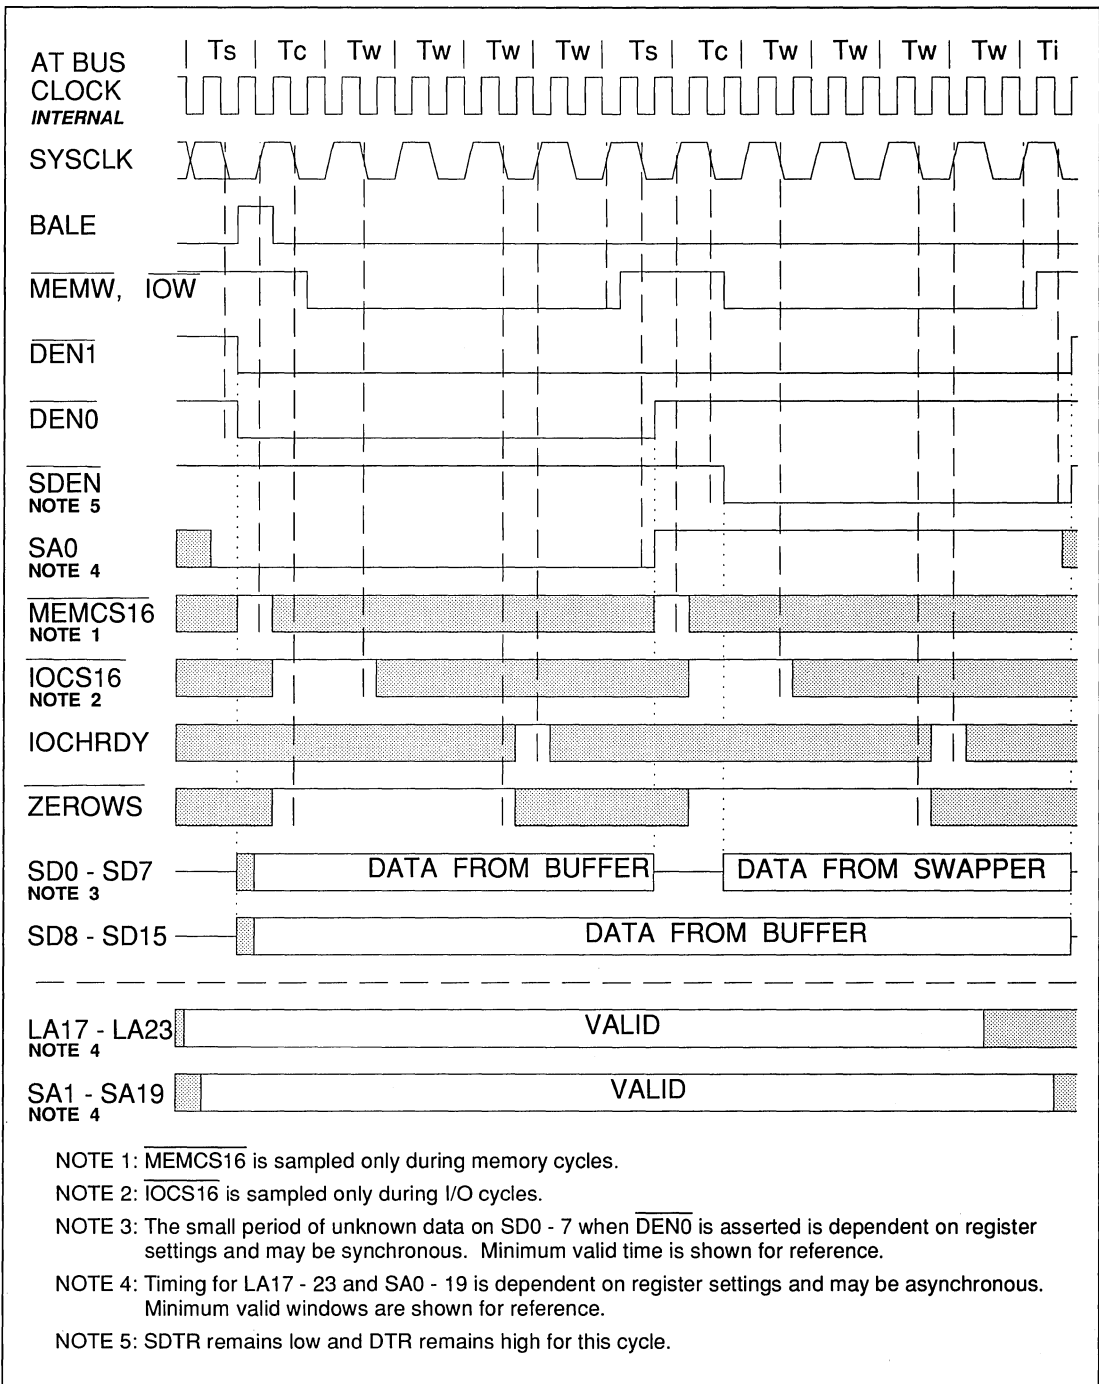 AT BUS CLOCK INTERNAL
| Ts | Tc | Tw | Tw | Tw | Tw | Ts | Tc | Tw | Tw | Tw | Tw | Ti |
SYSCLK
BALE
MEMW, IOW
DEN1
DEN0
SDEN
NOTE 5
SA0
NOTE 4
MEMCS16
NOTE 1
IOCS16
NOTE 2
IOCHRDY
ZEROWS
SD0 - SD7 DATA FROM BUFFER DATA FROM SWAPPER
NOTE 3
SD8 - SD15 DATA FROM BUFFER
LA17 - LA23 VALID
NOTE 4
SA1 - SA19 VALID
NOTE 4
NOTE 1: MEMCS16 is sampled only during memory cycles.
NOTE 2: IOCS16 is sampled only during I/O cycles.
NOTE 3: The small period of unknown data on SD0 - 7 when DEN0 is asserted is dependent on register
settings and may be synchronous. Minimum valid time is shown for reference.
NOTE 4: Timing for LA17 - 23 and SA0 - 19 is dependent on register settings and may be asynchronous.
Minimum valid windows are shown for reference.
NOTE 5: SDTR remains low and DTR remains high for this cycle.